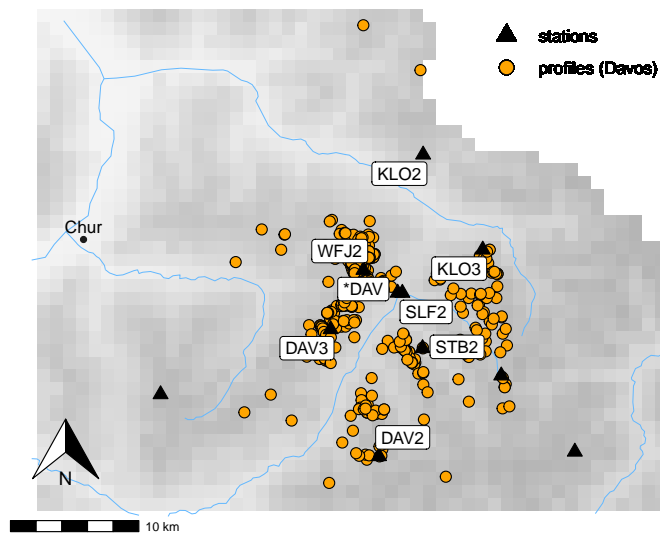 stations
profiles (Davos)
KLO2
Chur
WFJ2
KLO3
*DAV
SLF2
DAV3
STB2
DAV2
N
10 km